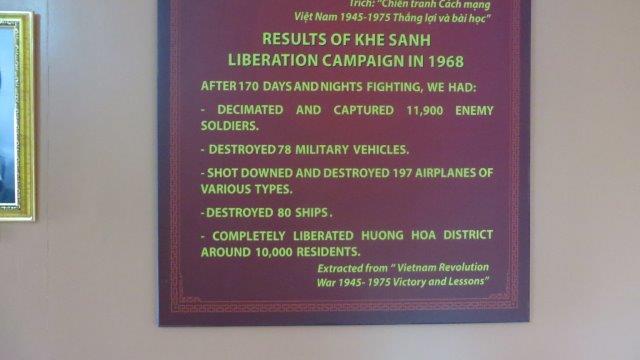 Trích: “Chiến tranh Cách mạng
Việt Nam 1945-1975 Thắng lợi và bài học”
RESULTS OF KHE SANH
LIBERATION CAMPAIGN IN 1968
AFTER 170 DAYS AND NIGHTS FIGHTING, WE HAD:
- DECIMATED AND CAPTURED 11,900 ENEMY
SOLDIERS.
- DESTROYED 78 MILITARY VEHICLES.
- SHOT DOWNED AND DESTROYED 197 AIRPLANES OF
VARIOUS TYPES.
- DESTROYED 80 SHIPS.
- COMPLETELY LIBERATED HUONG HOA DISTRICT
AROUND 10,000 RESIDENTS.
Extracted from “ Vietnam Revolution
War 1945- 1975 Victory and Lessons”